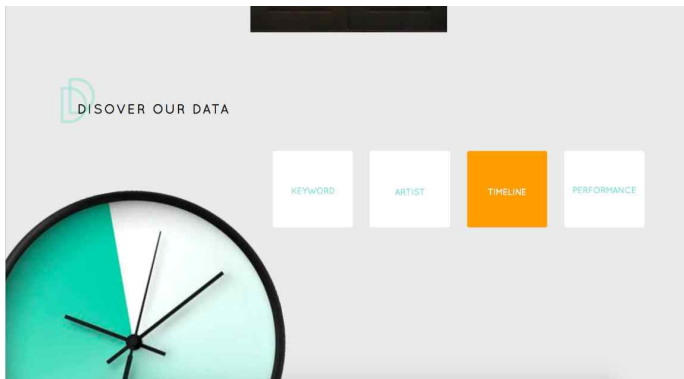 DISOVER OUR DATA
KEYWORD
ARTIST
TIMELINE
PERFORMANCE